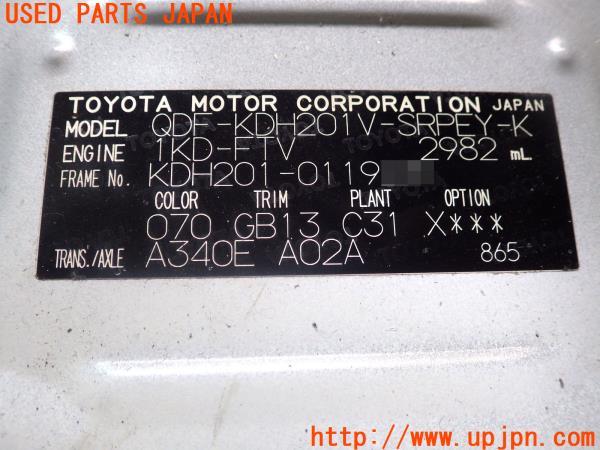 USED PARTS JAPAN
TOYOTA MOTOR CORPORATION JAPAN
MODEL QDF-KDH201V-SRPEY-K
ENGINE 1KD-FTV 2982 mL
FRAME No. KDH201-0119
COLOR TRIM PLANT OPTION
070 GB13 C31 X***
TRANS./AXLE A340E A02A 865
http://www.upjpn.com/